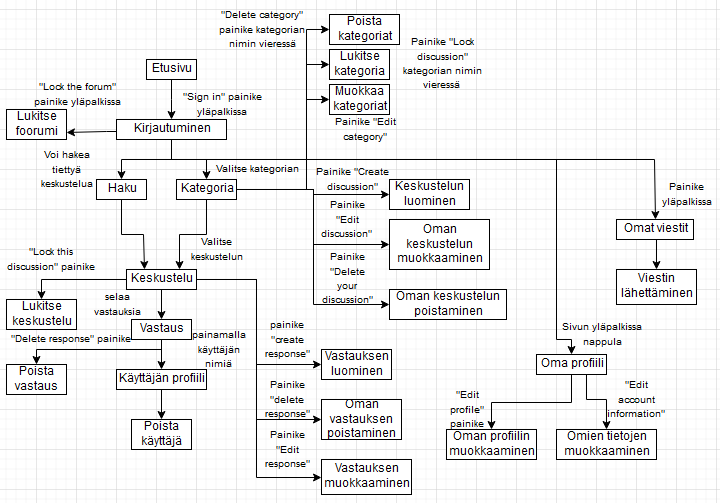 "Delete category"
painike kategorian
nimin vieressä
Poista
kategoriat
Lukitse
kategoria
Painike "Lock
discussion"
kategorian nimin
vieressä
Muokkaa
kategoriat
Painike "Edit
category"
Etusivu
"Lock the forum"
painike yläpalkissa
"Sign in" painike
yläpalkissa
Lukitse
foorumi
Kirjautuminen
Voi hakea
tiettyä
keskustelua
Valitse kategorian
Haku
Kategoria
Painike "Create
discussion"
Keskustelun
luominen
Painike
"Edit
discussion"
Oman
keskustelun
muokkaaminen
Painike
"Delete
your
discussion"
Oman keskustelun
poistaminen
Painike
yläpalkissa
Omat viestit
Viestin
lähettäminen
Valitse
keskustelun
"Lock this
discussion" painike
Keskustelu
Lukitse
keskustelu
selaa
vastauksia
Vastaus
"Delete response" painike
painamalla
käyttäjän
nimiä
Poista
vastaus
Käyttäjän profiili
Poista
käyttäjä
painike
"create
response"
Vastauksen
luominen
Painike
"delete
response"
Oman
vastauksen
poistaminen
Painike
"Edit
response"
Vastauksen
muokkaaminen
Sivun yläpalkissa
nappula
Oma profiili
"Edit
profile"
painike
Oman profiilin
muokkaaminen
"Edit
account
information"
Omien tietojen
muokkaaminen